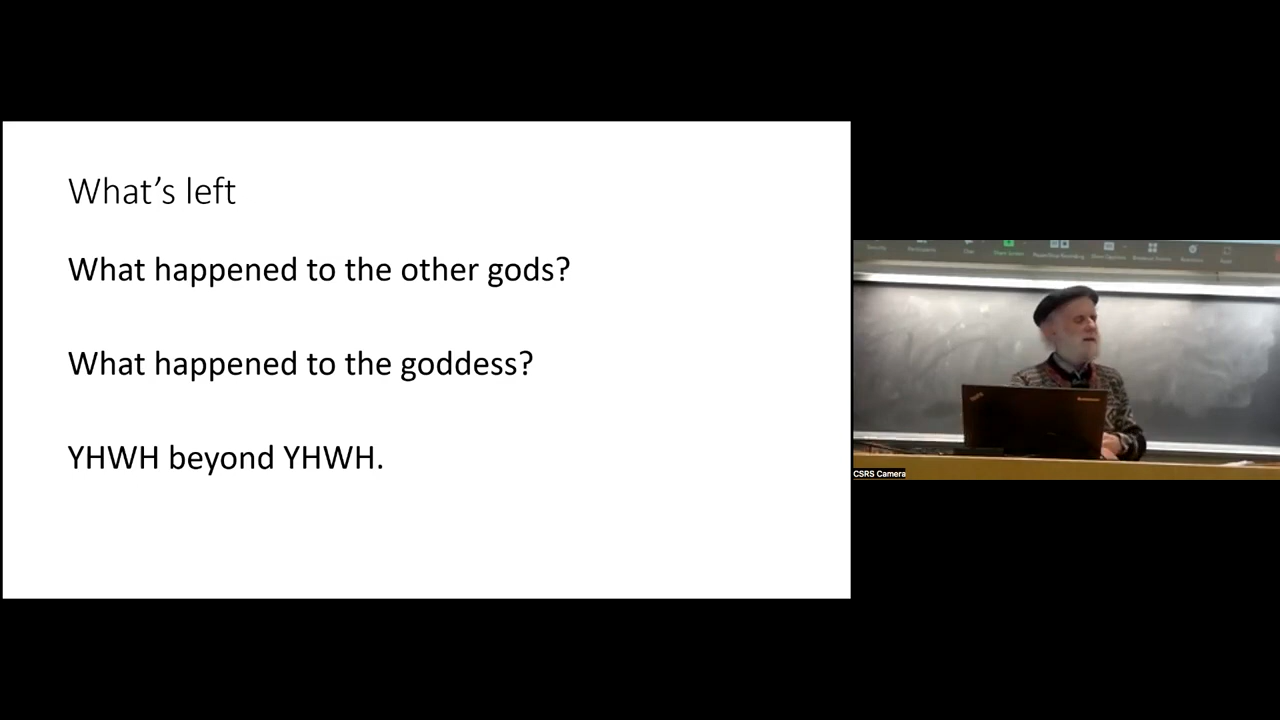 What's left
What happened to the other gods?
What happened to the goddess?
YHWH beyond YHWH.
CSRS Camera